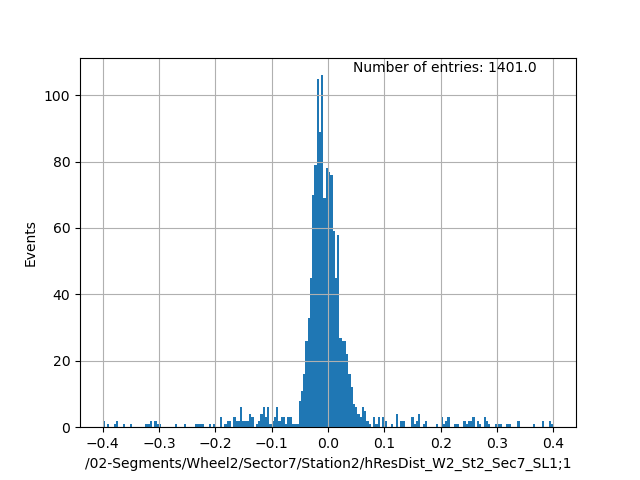 Number of entries: 1401.0
100
80
60
40
20
0
Events
−0.4 −0.3 −0.2 −0.1 0.0 0.1 0.2 0.3 0.4
/02-Segments/Wheel2/Sector7/Station2/hResDist_W2_St2_Sec7_SL1;1